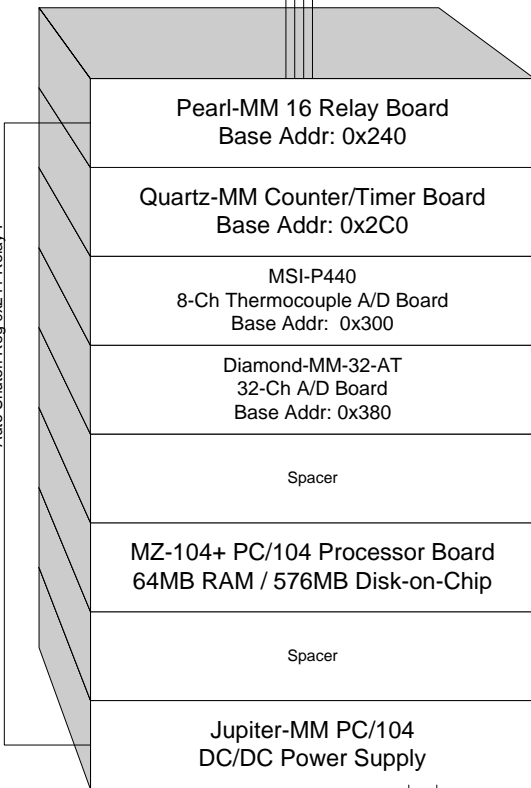 Pearl-MM 16 Relay Board
Base Addr: 0x240
Quartz-MM Counter/Timer Board
Base Addr: 0x2C0
MSI-P440
8-Ch Thermocouple A/D Board
Base Addr: 0x300
Diamond-MM-32-AT
32-Ch A/D Board
Base Addr: 0x380
Spacer
MZ-104+ PC/104 Processor Board
64MB RAM / 576MB Disk-on-Chip
Spacer
Jupiter-MM PC/104
DC/DC Power Supply